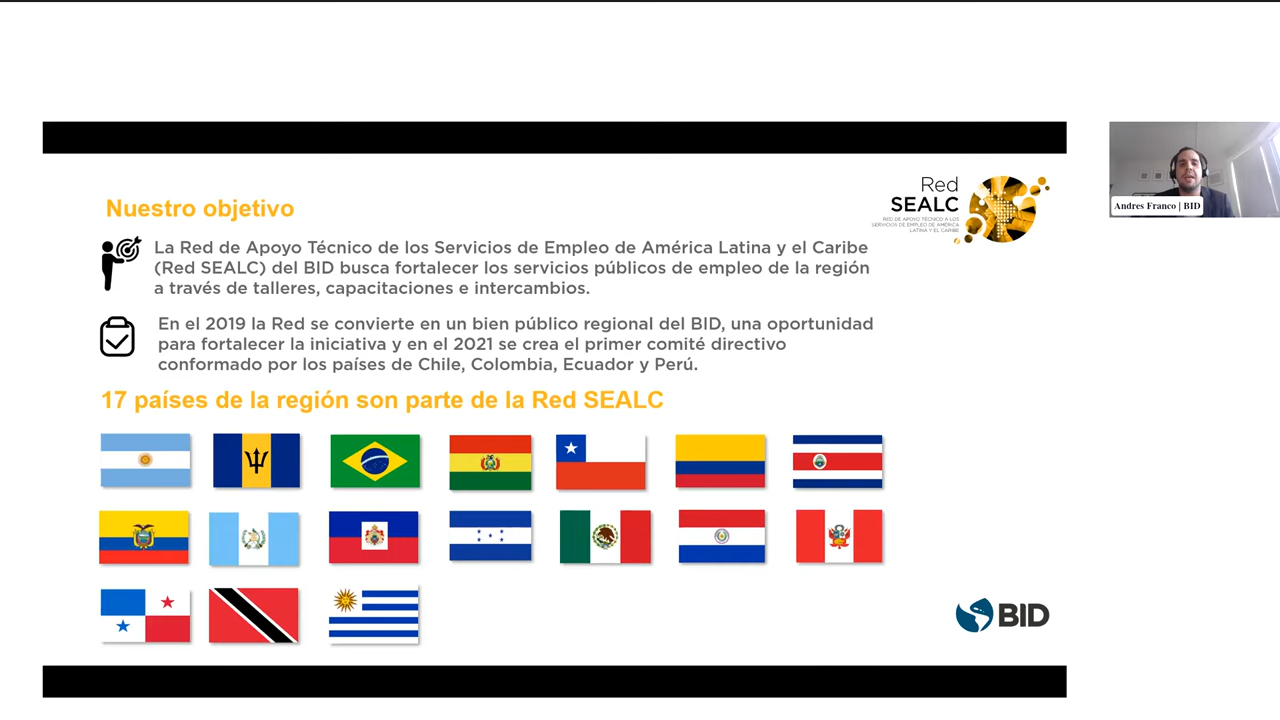 Nuestro objetivo
Red
SEALC
RED DE APOYO TÉCNICO A LOS
SERVICIOS DE EMPLEO DE AMÉRICA
LATINA Y EL CARIBE
La Red de Apoyo Técnico de los Servicios de Empleo de América Latina y el Caribe
(Red SEALC) del BID busca fortalecer los servicios públicos de empleo de la región
a través de talleres, capacitaciones e intercambios.
En el 2019 la Red se convierte en un bien público regional del BID, una oportunidad
para fortalecer la iniciativa y en el 2021 se crea el primer comité directivo
conformado por los países de Chile, Colombia, Ecuador y Perú.
17 países de la región son parte de la Red SEALC
BID
Andres Franco | BID